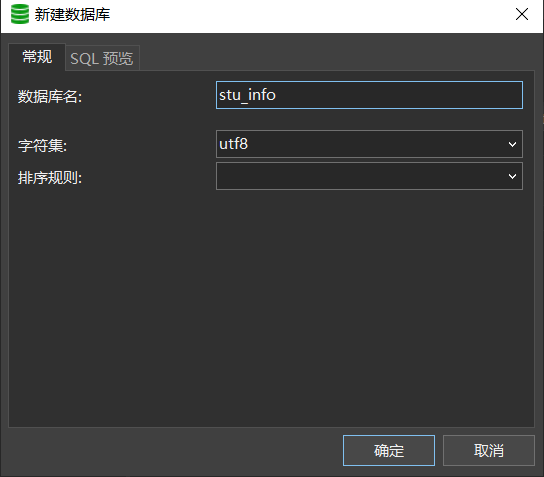 新建数据库
常规 SQL 预览
数据库名: stu_info
字符集: utf8
排序规则:
确定 取消